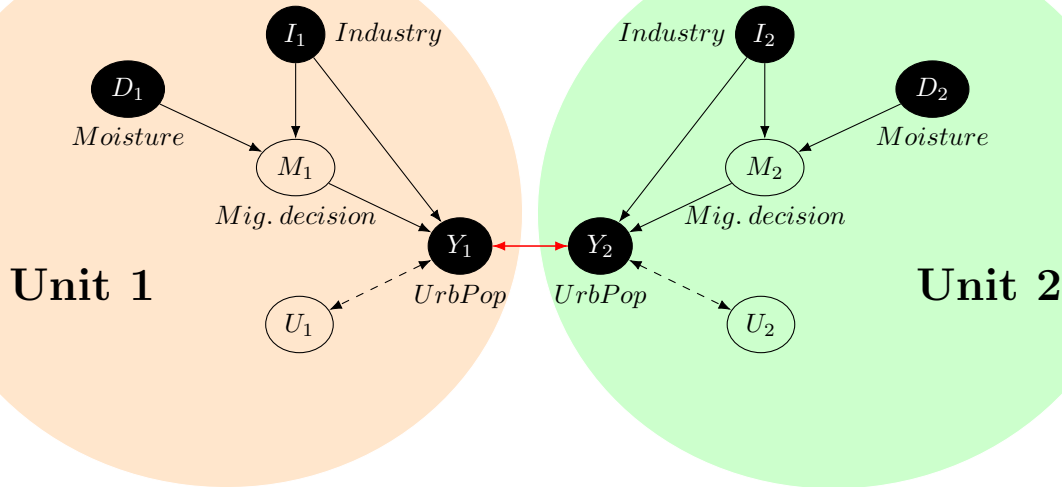 I₁ Industry
Industry I₂
D₁
D₂
Moisture
Moisture
M₁
M₂
Mig. decision
Mig. decision
Y₁
Y₂
Unit 1
Unit 2
UrbPop
UrbPop
U₁
U₂